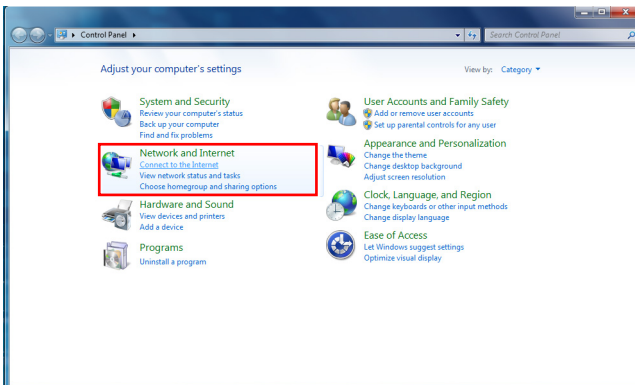 Control Panel
Search Control Panel
Adjust your computer's settings
View by: Category
System and Security
Review your computer's status
Back up your computer
Find and fix problems
Network and Internet
Connect to the Internet
View network status and tasks
Choose homegroup and sharing options
Hardware and Sound
View devices and printers
Add a device
Programs
Uninstall a program
User Accounts and Family Safety
Add or remove user accounts
Set up parental controls for any user
Appearance and Personalization
Change the theme
Change desktop background
Adjust screen resolution
Clock, Language, and Region
Change keyboards or other input methods
Change display language
Ease of Access
Let Windows suggest settings
Optimize visual display